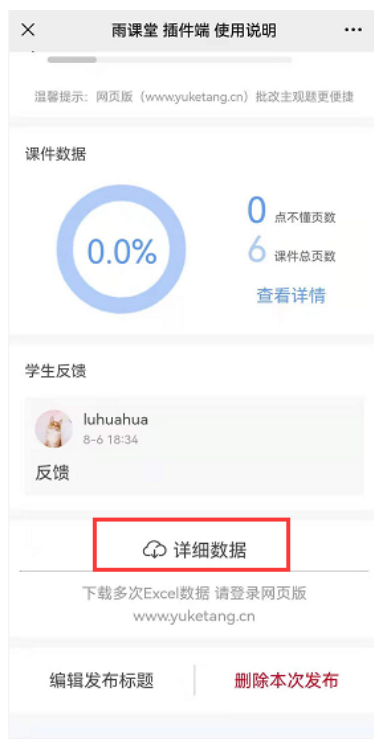 雨课堂 插件端 使用说明
温馨提示：网页版（www.yuketang.cn）批改主观题更便捷
课件数据
0.0%
0 点不懂页数
6 课件总页数
查看详情
学生反馈
luhuahua
8-6 18:34
反馈
详细数据
下载多次Excel数据 请登录网页版
www.yuketang.cn
编辑发布标题 删除本次发布